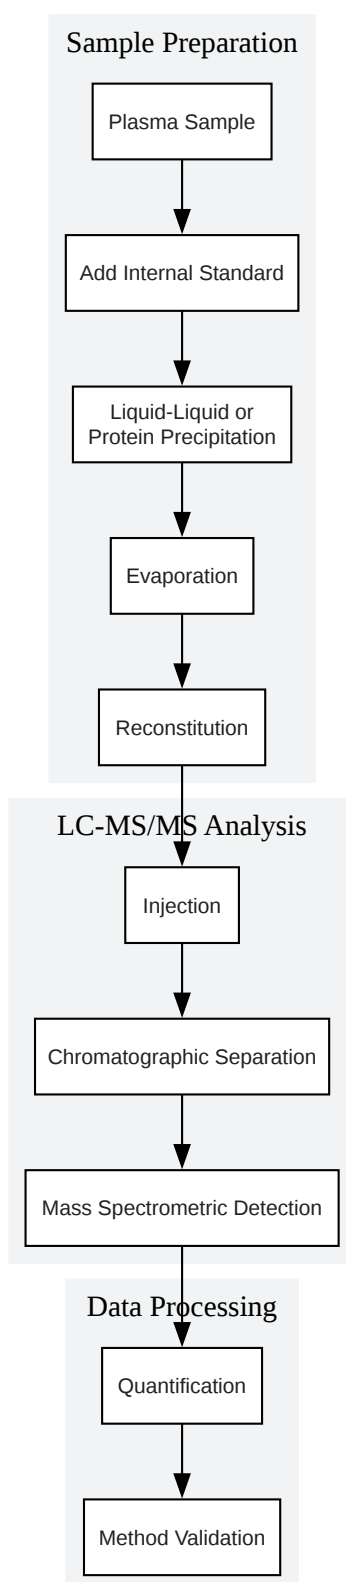 Sample Preparation
Plasma Sample
Add Internal Standard
Liquid-Liquid or
Protein Precipitation
Evaporation
Reconstitution
LC-MS/MS Analysis
Injection
Chromatographic Separation
Mass Spectrometric Detection
Data Processing
Quantification
Method Validation